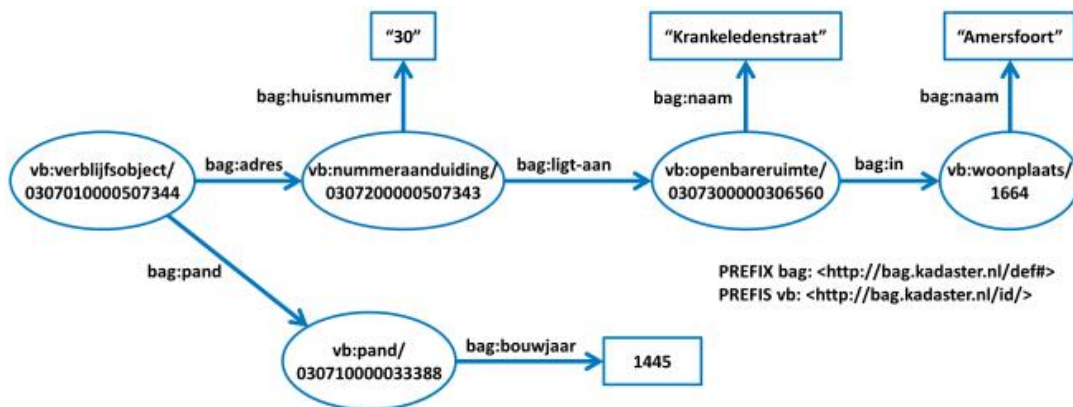 “30”
“Krankeledenstraat”
“Amersfoort”
bag:huisnummer
bag:naam
bag:naam
vb:verblijfsobject/
0307010000507344
bag:adres
vb:nummeraanduiding/
0307200000507343
bag:ligt-aan
vb:openbareruimte/
0307300000306560
bag:in
vb:woonplaats/
1664
bag:pand
PREFIX bag: <http://bag.kadaster.nl/def#>
PREFIS vb: <http://bag.kadaster.nl/id/>
vb:pand/
030710000033388
bag:bouwjaar
1445